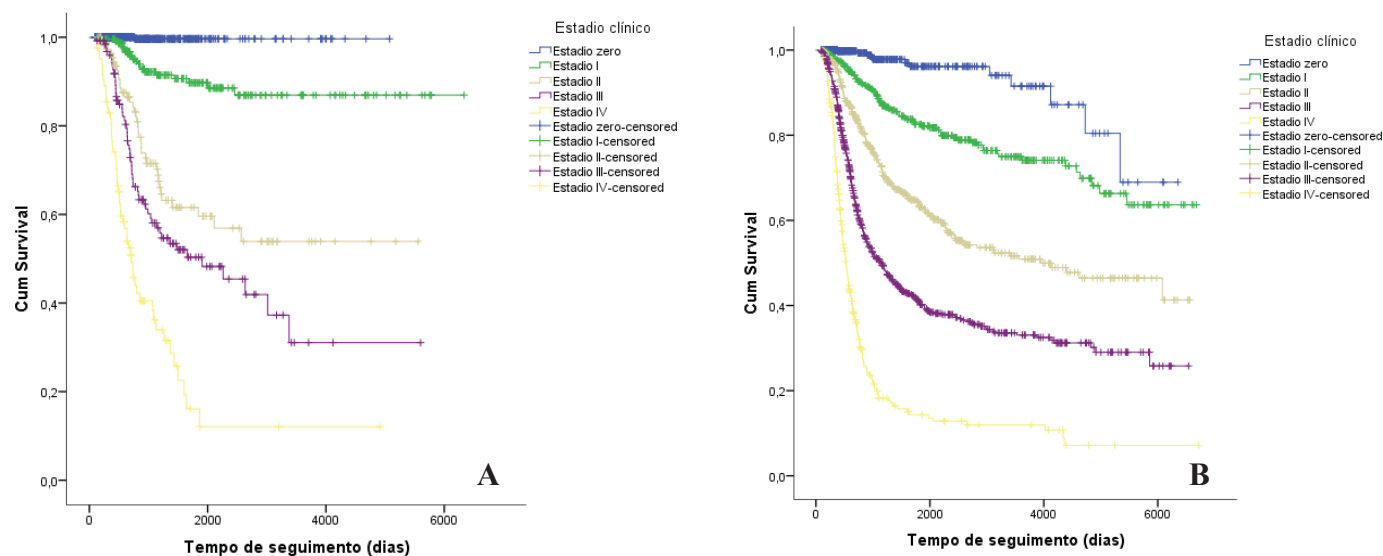 Estadio clínico
Estadio zero
Estadio I
Estadio II
Estadio III
Estadio IV
Estadio zero-censored
Estadio I-censored
Estadio II-censored
Estadio III-censored
Estadio IV-censored
1,0
0,8
0,6
0,4
0,2
0,0
Cum Survival
0
2000
4000
6000
Tempo de seguimento (dias)
A
Estadio clínico
Estadio zero
Estadio I
Estadio II
Estadio III
Estadio IV
Estadio zero-censored
Estadio I-censored
Estadio II-censored
Estadio III-censored
Estadio IV-censored
1,0
0,8
0,6
0,4
0,2
0,0
Cum Survival
0
2000
4000
6000
Tempo de seguimento (dias)
B